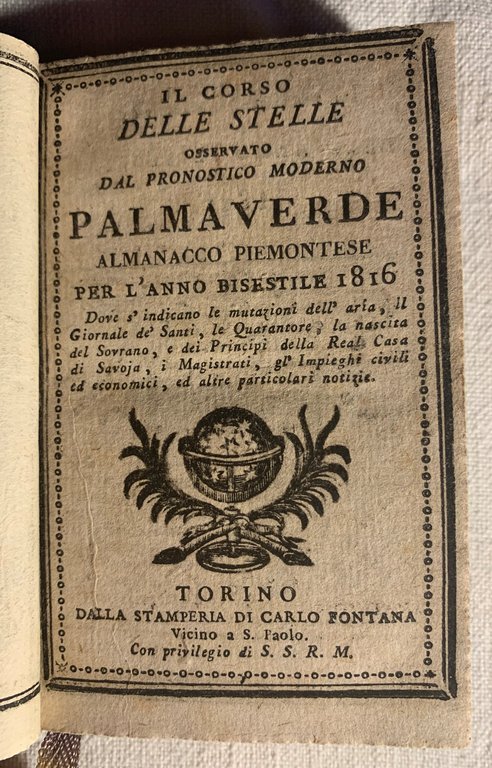 IL CORSO
DELLE STELLE
OSSERVATO
DAL PRONOSTICO MODERNO
PALMAVERDE
ALMANACCO PIEMONTESE
PER L'ANNO BISESTILE 1816
Dove s' indicano le mutazioni dell' aria, il
Giornale de' Santi, le Quarantore, la nascita
del Sovrano, e dei Principi della Real Casa
di Savoja, i Magistrati, gl' Impieghi civili
ed economici, ed altre particolari notizie.
TORINO
DALLA STAMPERIA DI CARLO FONTANA
Vicino a S. Paolo.
Con privilegio di S. S. R. M.